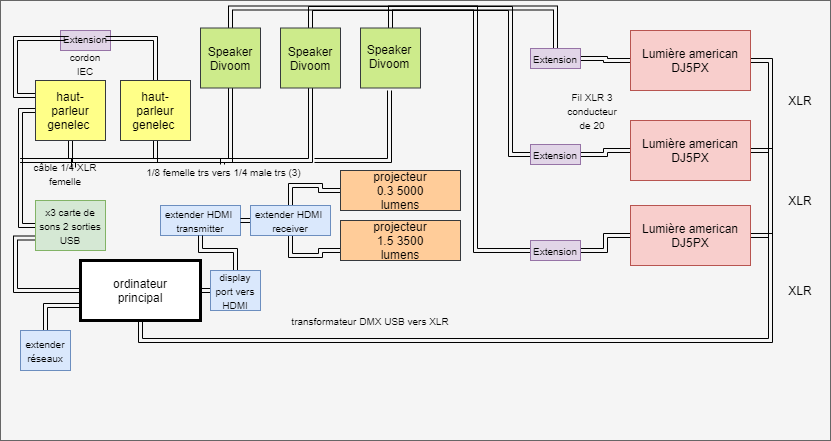 Extension
cordon
IEC
Speaker
Divoom
Speaker
Divoom
Speaker
Divoom
Extension
Lumière american
DJ5PX
XLR
haut-
parleur
genelec
haut-
parleur
genelec
Fil XLR 3
conducteur
de 20
Extension
Lumière american
DJ5PX
câble 1/4 XLR
femelle
1/8 femelle trs vers 1/4 male trs (3)
projecteur
0.3 5000
lumens
XLR
x3 carte de
sons 2 sorties
USB
extender HDMI
transmitter
extender HDMI
receiver
projecteur
1.5 3500
lumens
Extension
Lumière american
DJ5PX
ordinateur
principal
display
port vers
HDMI
XLR
transformateur DMX USB vers XLR
extender
réseaux